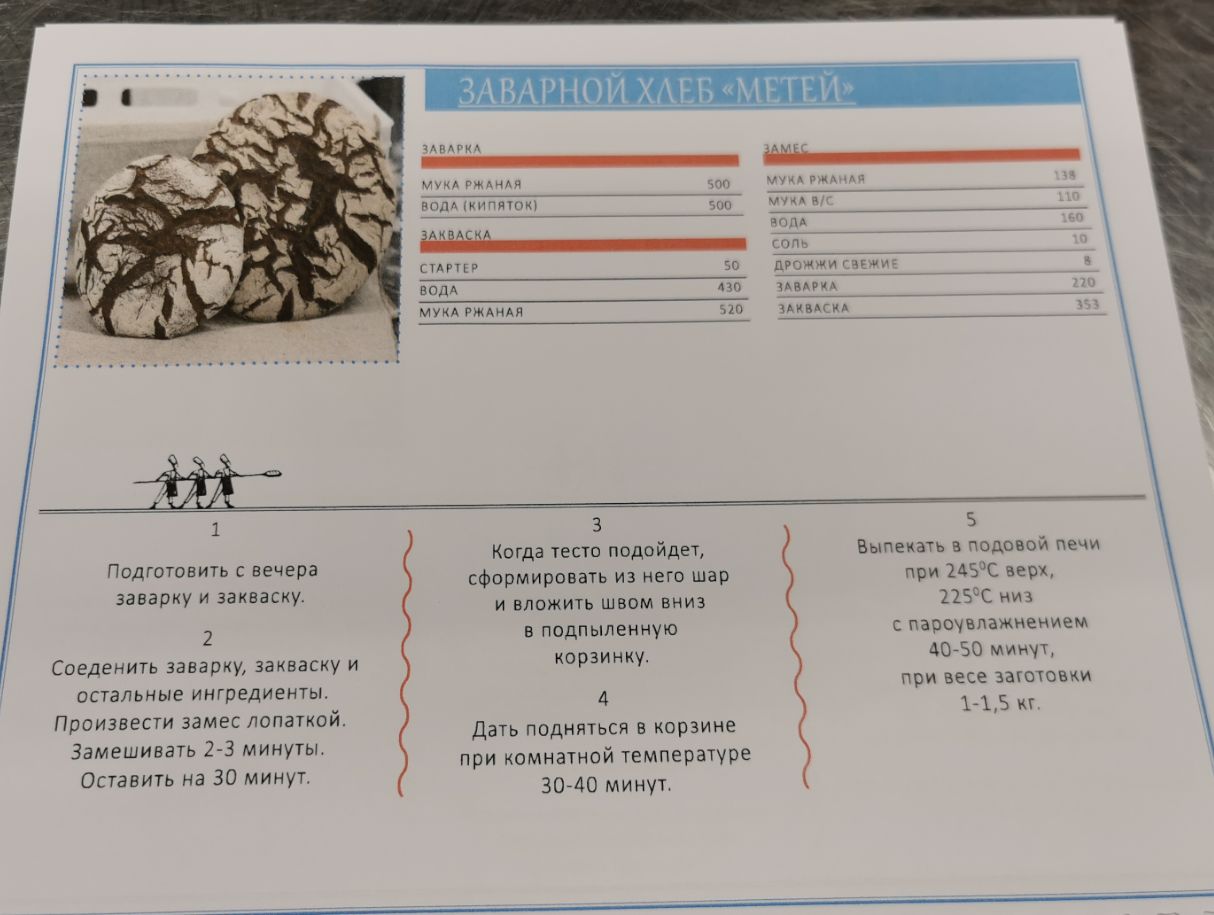 ЗАВАРНОЙ ХЛЕБ «МЕТЕЙ»
ЗАВАРКА
МУКА РЖАНАЯ 500
ВОДА (КИПЯТОК) 500
ЗАКВАСКА
СТАРТЕР 50
ВОДА 430
МУКА РЖАНАЯ 520
ЗАМЕС
МУКА РЖАНАЯ 138
МУКА В/С 110
ВОДА 160
СОЛЬ 10
ДРОЖЖИ СВЕЖИЕ 8
ЗАВАРКА 220
ЗАКВАСКА 353
1
Подготовить с вечера
заварку и закваску.
2
Соеденить заварку, закваску и
остальные ингредиенты.
Произвести замес лопаткой.
Замешивать 2-3 минуты.
Оставить на 30 минут.
3
Когда тесто подойдет,
сформировать из него шар
и вложить швом вниз
в подпыленную
корзинку.
4
Дать подняться в корзине
при комнатной температуре
30-40 минут.
5
Выпекать в подовой печи
при 245⁰С верх,
225⁰С низ
с пароувлажнением
40-50 минут,
при весе заготовки
1-1,5 кг.